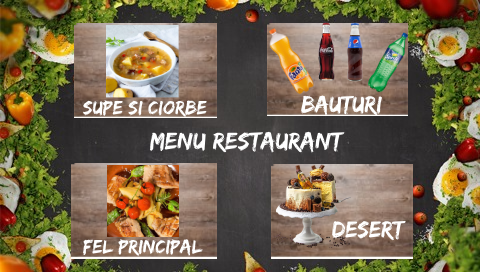 SUPE SI CIORBE
BAUTURI
MENU RESTAURANT
FEL PRINCIPAL
DESERT